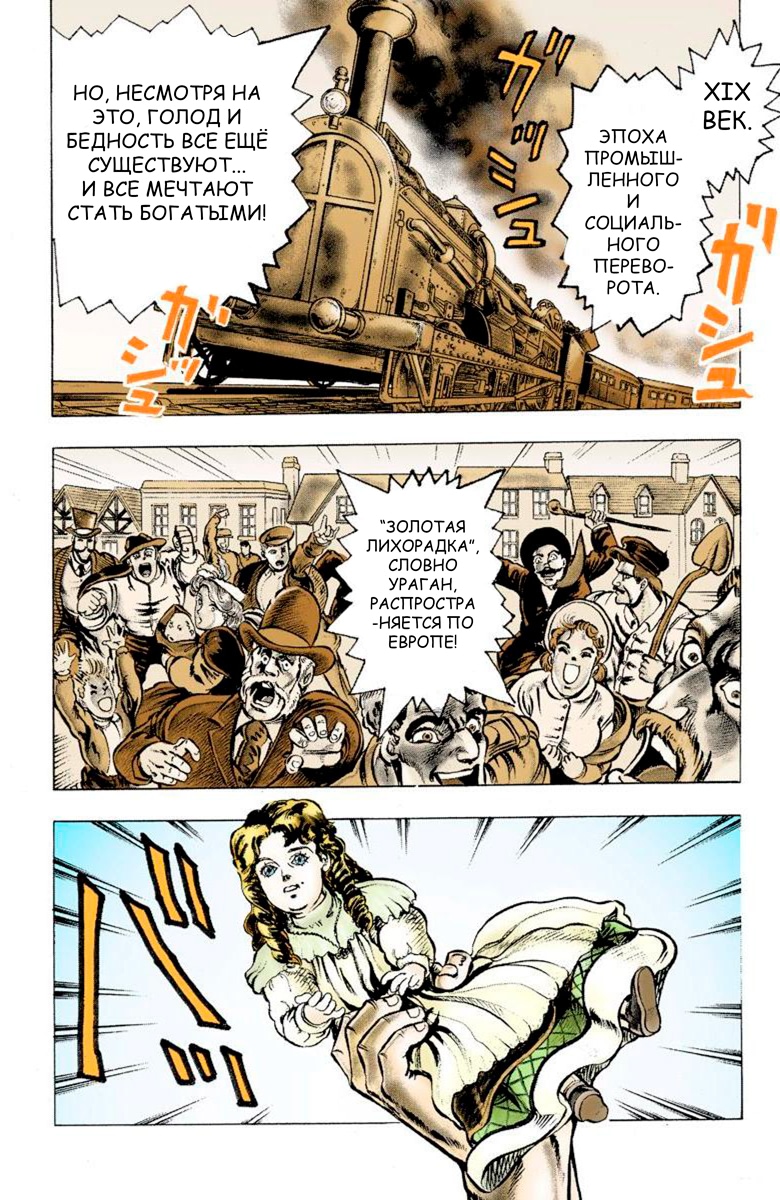 XIX
ВЕК.
ЭПОХА
ПРОМЫШ-
ЛЕННОГО
И
СОЦИАЛЬ-
НОГО
ПЕРЕВО-
РОТА.
ガシュ
ガッシュ
НО, НЕСМОТРЯ НА
ЭТО, ГОЛОД И
БЕДНОСТЬ ВСЕ ЕЩЁ
СУЩЕСТВУЮТ...
И ВСЕ МЕЧТАЮТ
СТАТЬ БОГАТЫМИ!
ガ
シュ
"ЗОЛОТАЯ
ЛИХОРАДКА",
СЛОВНО
УРАГАН,
РАСПРОСТРА
-НЯЕТСЯ ПО
ЕВРОПЕ!
バッ